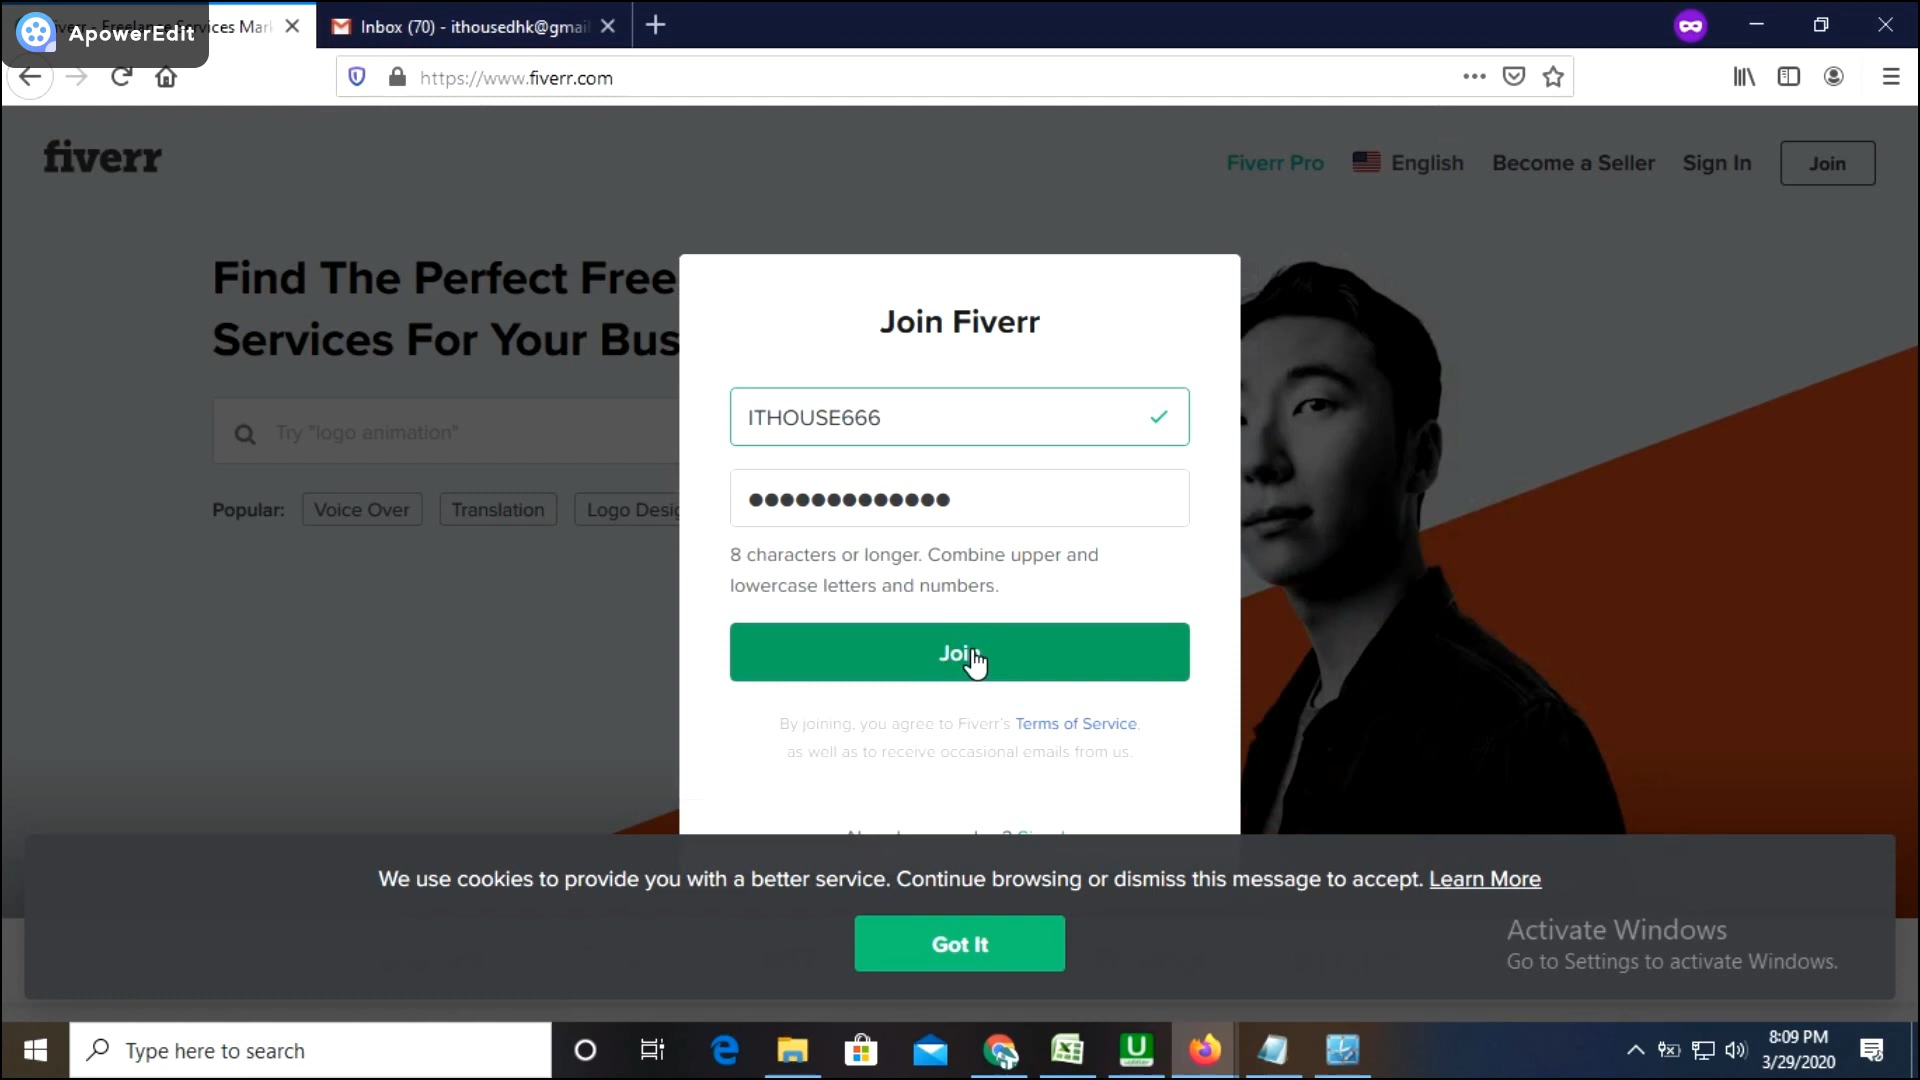 ApowerEdit
Inbox (70) - ithousedhk@gmai
https://www.fiverr.com
fiverr
Fiverr Pro
English
Become a Seller
Sign In
Join
Find The Perfect Free
Services For Your Bus
Try "logo animation"
Popular:
Voice Over
Translation
Logo Desig
Join Fiverr
ITHOUSE666
8 characters or longer. Combine upper and
lowercase letters and numbers.
Join
By joining, you agree to Fiverr's Terms of Service,
as well as to receive occasional emails from us.
We use cookies to provide you with a better service. Continue browsing or dismiss this message to accept. Learn More
Got It
Activate Windows
Go to Settings to activate Windows.
Type here to search
8:09 PM
3/29/2020